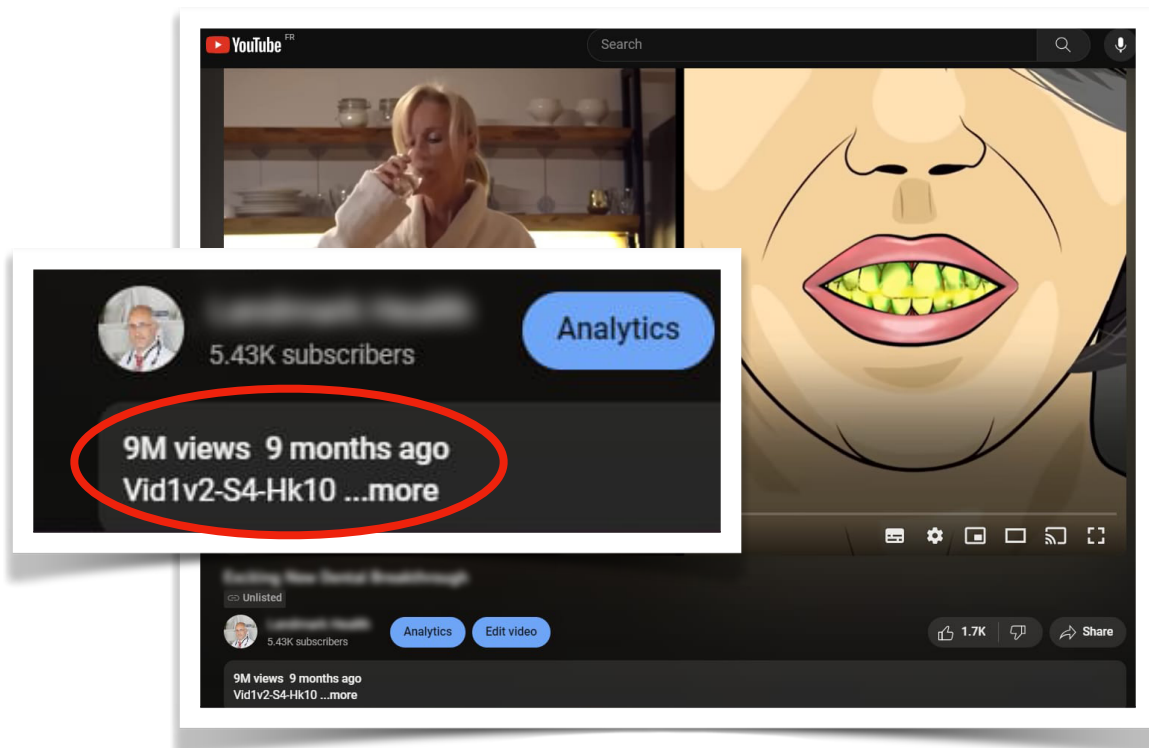 YouTube FR
Search
5.43K subscribers
Analytics
9M views 9 months ago
Vid1v2-S4-Hk10 ...more
Unlisted
5.43K subscribers
Analytics
Edit video
1.7K
Share
9M views 9 months ago
Vid1v2-S4-Hk10 ...more